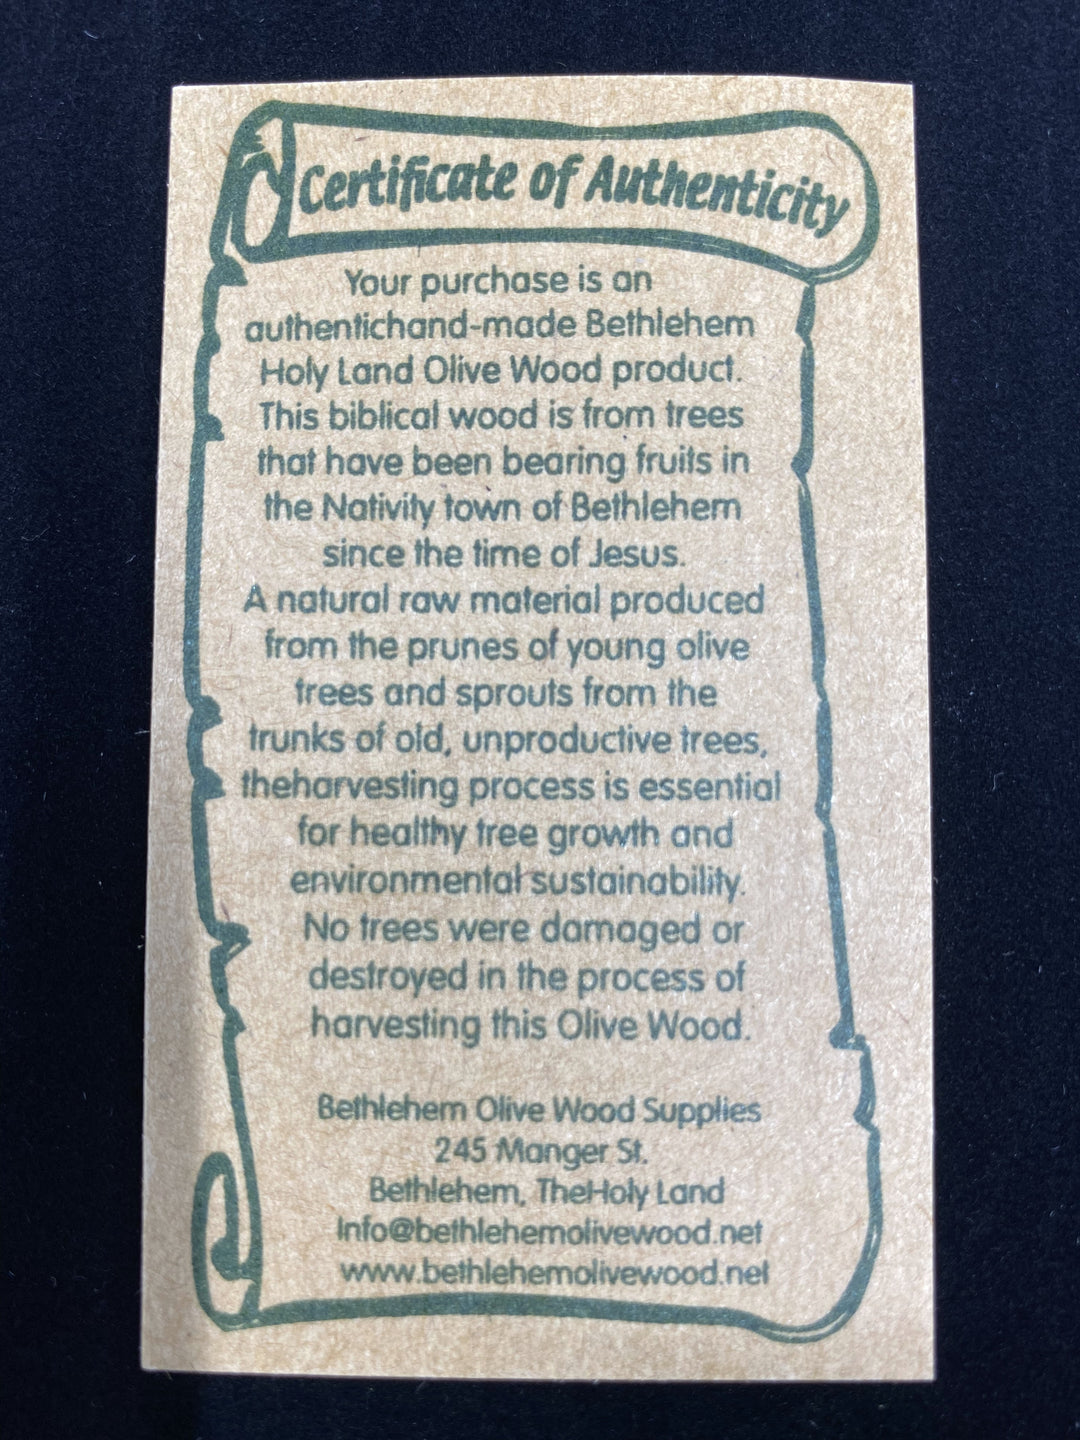 Certificate of Authenticity
Your purchase is an
authentichand-made Bethlehem
Holy Land Olive Wood product.
This biblical wood is from trees
that have been bearing fruits in
the Nativity town of Bethlehem
since the time of Jesus.
A natural raw material produced
from the prunes of young olive
trees and sprouts from the
trunks of old, unproductive trees,
theharvesting process is essential
for healthy tree growth and
environmental sustainability.
No trees were damaged or
destroyed in the process of
harvesting this Olive Wood.
Bethlehem Olive Wood Supplies
245 Manger St.
Bethlehem, TheHoly Land
Info@bethlehemolivewood.net
www.bethlehemolivewood.net